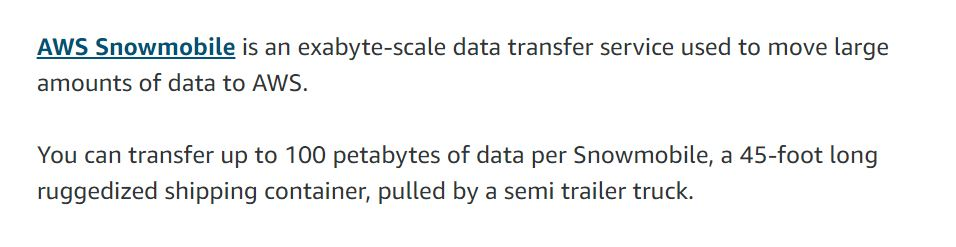 AWS Snowmobile is an exabyte-scale data transfer service used to move large
amounts of data to AWS.
You can transfer up to 100 petabytes of data per Snowmobile, a 45-foot long
ruggedized shipping container, pulled by a semi trailer truck.